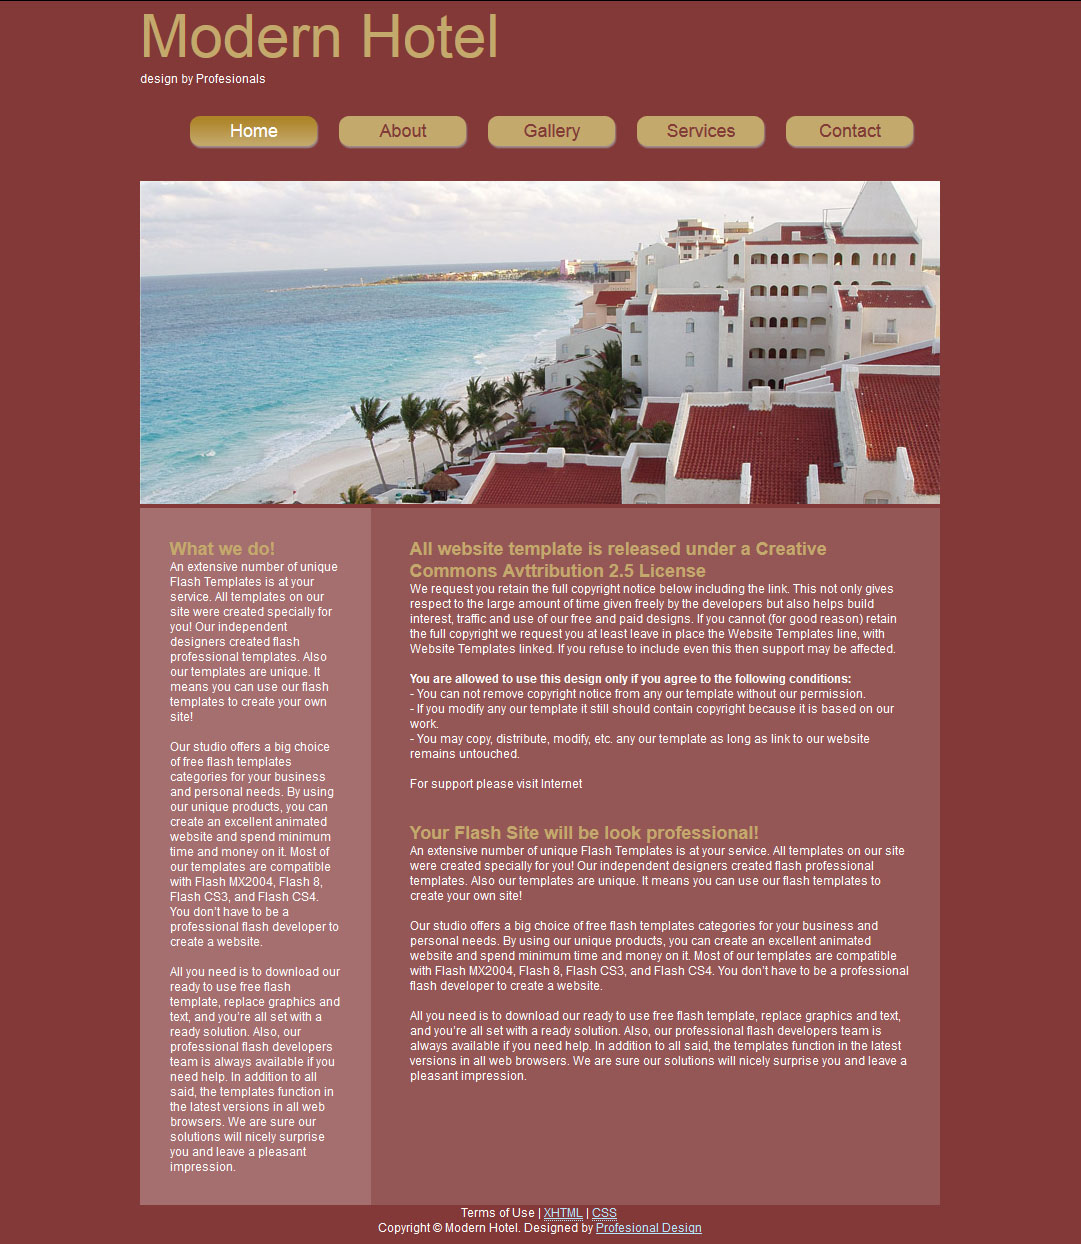 Modern Hotel
design by Profesionals
Home About Gallery Services Contact
What we do!
An extensive number of unique
Flash Templates is at your
service. All templates on our
site were created specially for
you! Our independent
designers created flash
professional templates. Also
our templates are unique. It
means you can use our flash
templates to create your own
site!
Our studio offers a big choice
of free flash templates
categories for your business
and personal needs. By using
our unique products, you can
create an excellent animated
website and spend minimum
time and money on it. Most of
our templates are compatible
with Flash MX2004, Flash 8,
Flash CS3, and Flash CS4.
You don't have to be a
professional flash developer to
create a website.
All you need is to download our
ready to use free flash
template, replace graphics and
text, and you're all set with a
ready solution. Also, our
professional flash developers
team is always available if you
need help. In addition to all
said, the templates function in
the latest versions in all web
browsers. We are sure our
solutions will nicely surprise
you and leave a pleasant
impression.
All website template is released under a Creative
Commons Avttribution 2.5 License
We request you retain the full copyright notice below including the link. This not only gives
respect to the large amount of time given freely by the developers but also helps build
interest, traffic and use of our free and paid designs. If you cannot (for good reason) retain
the full copyright we request you at least leave in place the Website Templates line, with
Website Templates linked. If you refuse to include even this then support may be affected.
You are allowed to use this design only if you agree to the following conditions:
- You can not remove copyright notice from any our template without our permission.
- If you modify any our template it still should contain copyright because it is based on our
work.
- You may copy, distribute, modify, etc. any our template as long as link to our website
remains untouched.
For support please visit Internet
Your Flash Site will be look professional!
An extensive number of unique Flash Templates is at your service. All templates on our site
were created specially for you! Our independent designers created flash professional
templates. Also our templates are unique. It means you can use our flash templates to
create your own site!
Our studio offers a big choice of free flash templates categories for your business and
personal needs. By using our unique products, you can create an excellent animated
website and spend minimum time and money on it. Most of our templates are compatible
with Flash MX2004, Flash 8, Flash CS3, and Flash CS4. You don't have to be a professional
flash developer to create a website.
All you need is to download our ready to use free flash template, replace graphics and text,
and you're all set with a ready solution. Also, our professional flash developers team is
always available if you need help. In addition to all said, the templates function in the latest
versions in all web browsers. We are sure our solutions will nicely surprise you and leave a
pleasant impression.
Terms of Use | XHTML | CSS
Copyright © Modern Hotel. Designed by Profesional Design